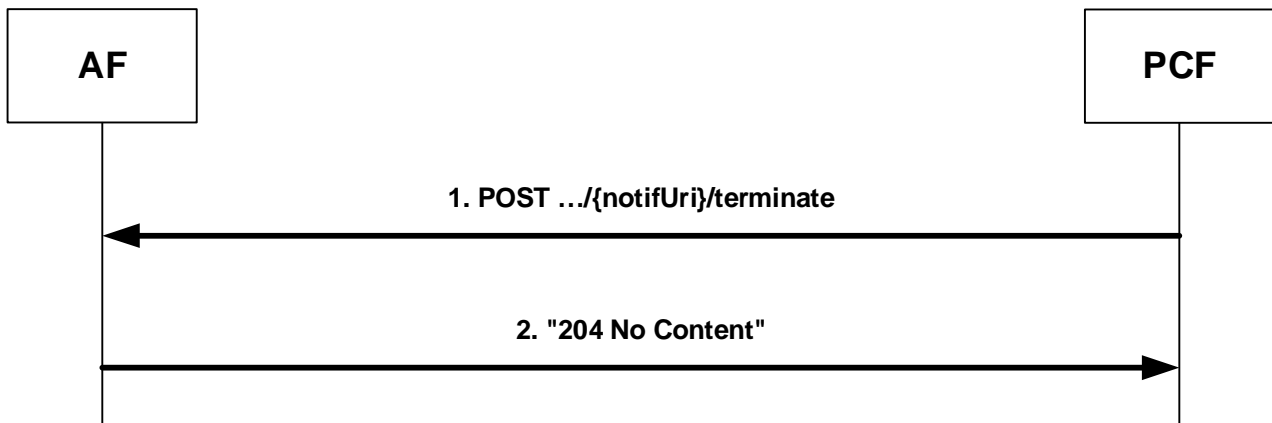 AF
PCF
1. POST …/{notifUri}/terminate
2. "204 No Content"